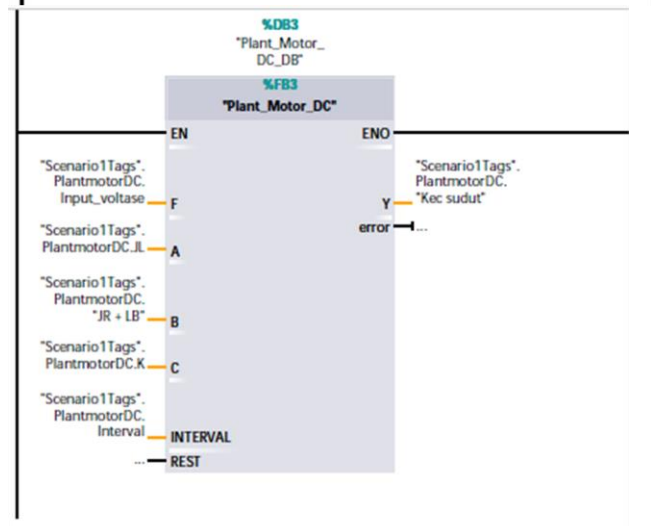 %DB3
"Plant_Motor_
DC_DB"
%FB3
"Plant_Motor_DC"
EN
ENO
"Scenario1Tags".
PlantmotorDC.
Input_voltase
F
"Scenario1Tags".
PlantmotorDC.
"Kec sudut"
Y
"Scenario1Tags".
PlantmotorDC.JL
A
error
...
"Scenario1Tags".
PlantmotorDC.
"JR + LB"
B
"Scenario1Tags".
PlantmotorDC.K
C
"Scenario1Tags".
PlantmotorDC.
Interval
INTERVAL
...
REST